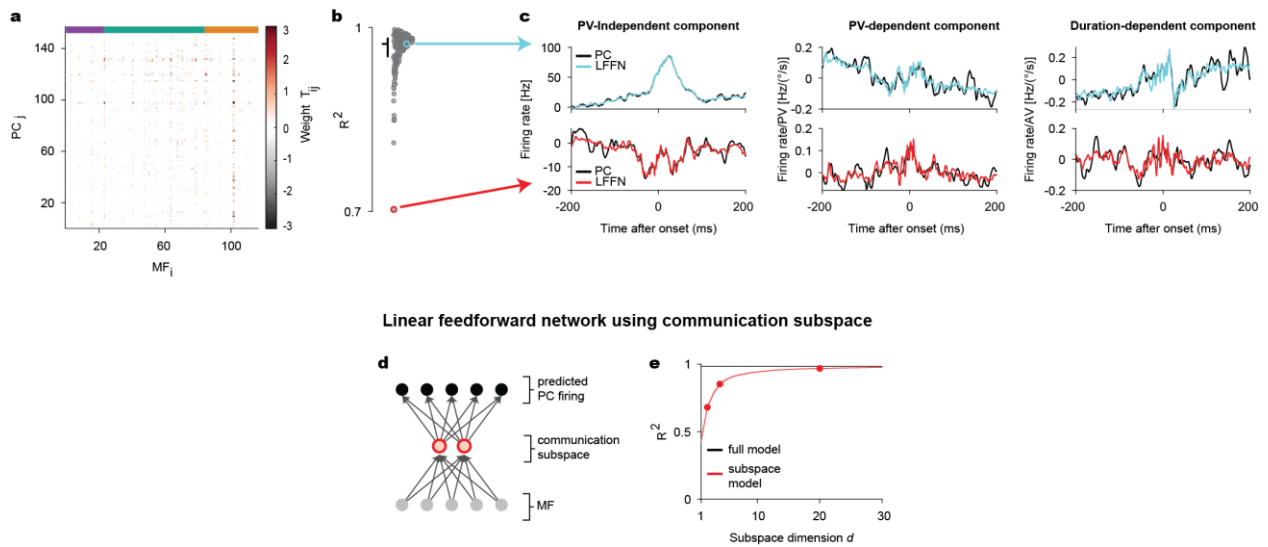 a
140
100
60
20
PC j
20
60
100
MF i
3
2
1
0
-1
-2
-3
Weight T ij
b
R 2
1
0.7
c
PV-Independent component
PV-dependent component
Duration-dependent component
100
50
0
PC
LFFN
0
-10
-20
PC
LFFN
Firing rate [Hz]
-200
0
200
Time after onset (ms)
0.2
0
-0.2
0.2
0.1
0
Firing rate/PV [Hz/(°/s)]
-200
0
200
Time after onset (ms)
0.2
0
-0.2
0.2
0
-0.2
Firing rate/AV [Hz/(°/s)]
-200
0
200
Time after onset (ms)
Linear feedforward network using communication subspace
d
predicted
PC firing
communication
subspace
MF
e
R 2
1
0.5
0
full model
subspace
model
1
10
20
30
Subspace dimension d